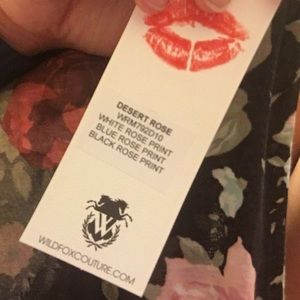 DESERT ROSE
WRM792D10
WHITE ROSE PRINT
BLUE ROSE PRINT
BLACK ROSE PRINT
W
WILDFOXCOUTURE.COM